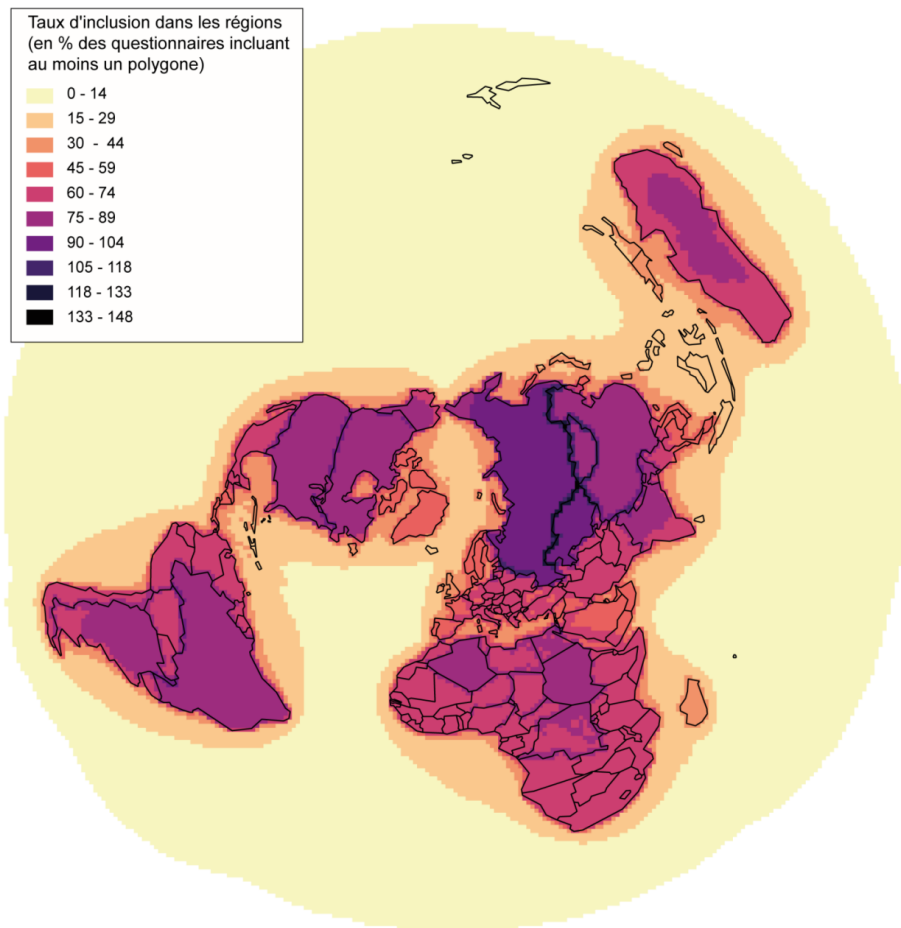 Taux d'inclusion dans les régions
(en % des questionnaires incluant
au moins un polygone)
0 - 14
15 - 29
30 - 44
45 - 59
60 - 74
75 - 89
90 - 104
105 - 118
118 - 133
133 - 148